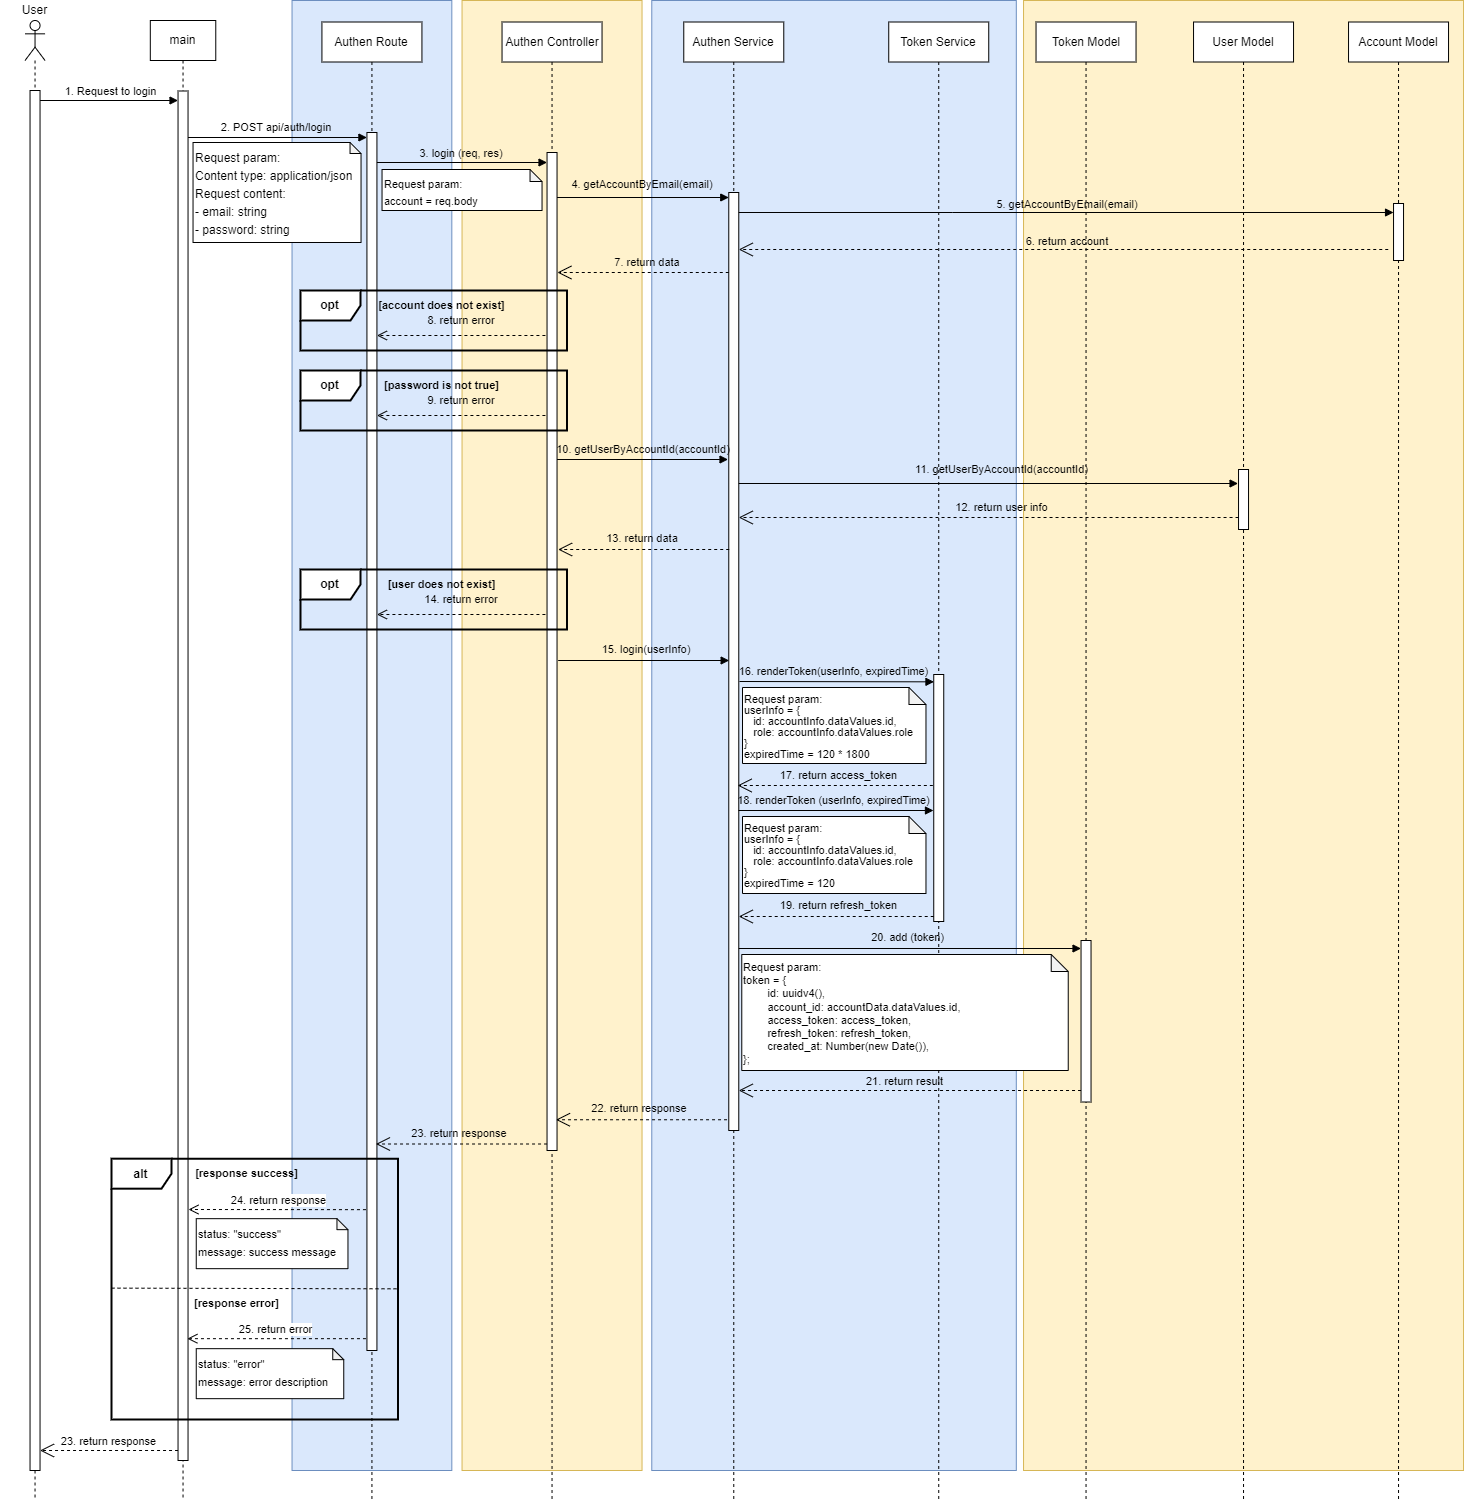 User
main
Authen Route
Authen Controller
Authen Service
Token Service
Token Model
User Model
Account Model
1. Request to login
2. POST api/auth/login
Request param:
Content type: application/json
Request content:
- email: string
- password: string
3. login (req, res)
Request param:
account = req.body
4. getAccountByEmail(email)
5. getAccountByEmail(email)
6. return account
7. return data
opt
[account does not exist]
8. return error
opt
[password is not true]
9. return error
10. getUserByAccountId(accountId)
11. getUserByAccountId(accountId)
12. return user info
13. return data
opt
[user does not exist]
14. return error
15. login(userInfo)
16. renderToken(userInfo, expiredTime)
Request param:
userInfo = {
id: accountInfo.dataValues.id,
role: accountInfo.dataValues.role
}
expiredTime = 120 * 1800
17. return access_token
18. renderToken (userInfo, expiredTime)
Request param:
userInfo = {
id: accountInfo.dataValues.id,
role: accountInfo.dataValues.role
}
expiredTime = 120
19. return refresh_token
20. add (token)
Request param:
token = {
id: uuidv4(),
account_id: accountData.dataValues.id,
access_token: access_token,
refresh_token: refresh_token,
created_at: Number(new Date()),
};
21. return result
22. return response
23. return response
alt
[response success]
24. return response
status: "success"
message: success message
[response error]
25. return error
status: "error"
message: error description
23. return response